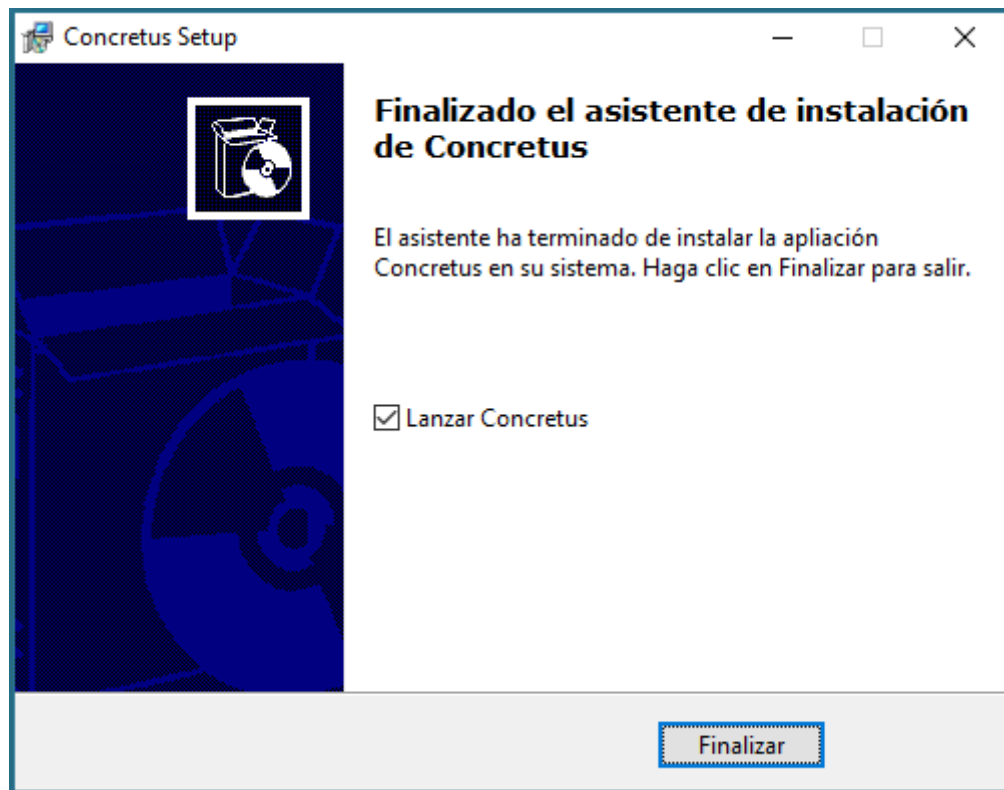 Concretus Setup
Finalizado el asistente de instalación
de Concretus
El asistente ha terminado de instalar la apliación
Concretus en su sistema. Haga clic en Finalizar para salir.
Lanzar Concretus
Finalizar